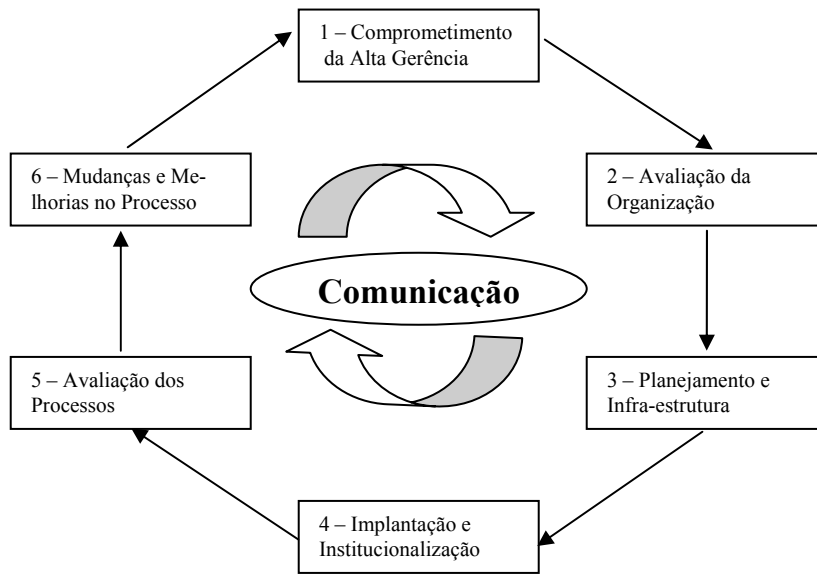 1 – Comprometimento
da Alta Gerência
6 – Mudanças e Me-
lhorias no Processo
2 – Avaliação da
Organização
Comunicação
5 – Avaliação dos
Processos
3 – Planejamento e
Infra-estrutura
4 – Implantação e
Institucionalização